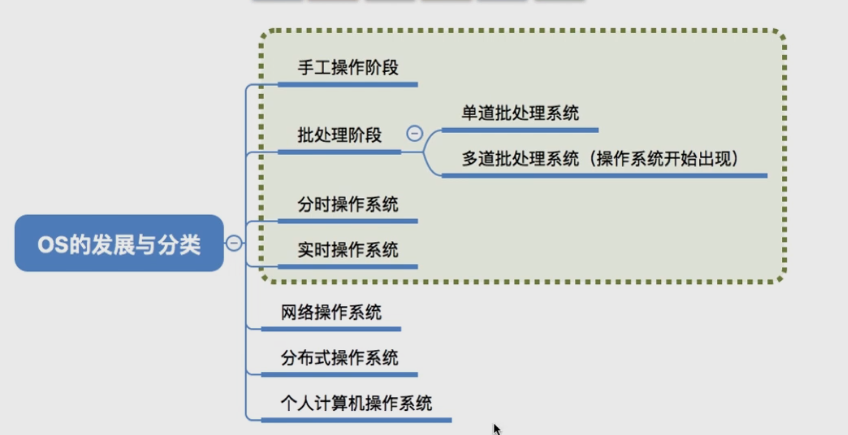 手工操作阶段
单道批处理系统
批处理阶段
多道批处理系统（操作系统开始出现）
分时操作系统
OS的发展与分类
实时操作系统
网络操作系统
分布式操作系统
个人计算机操作系统